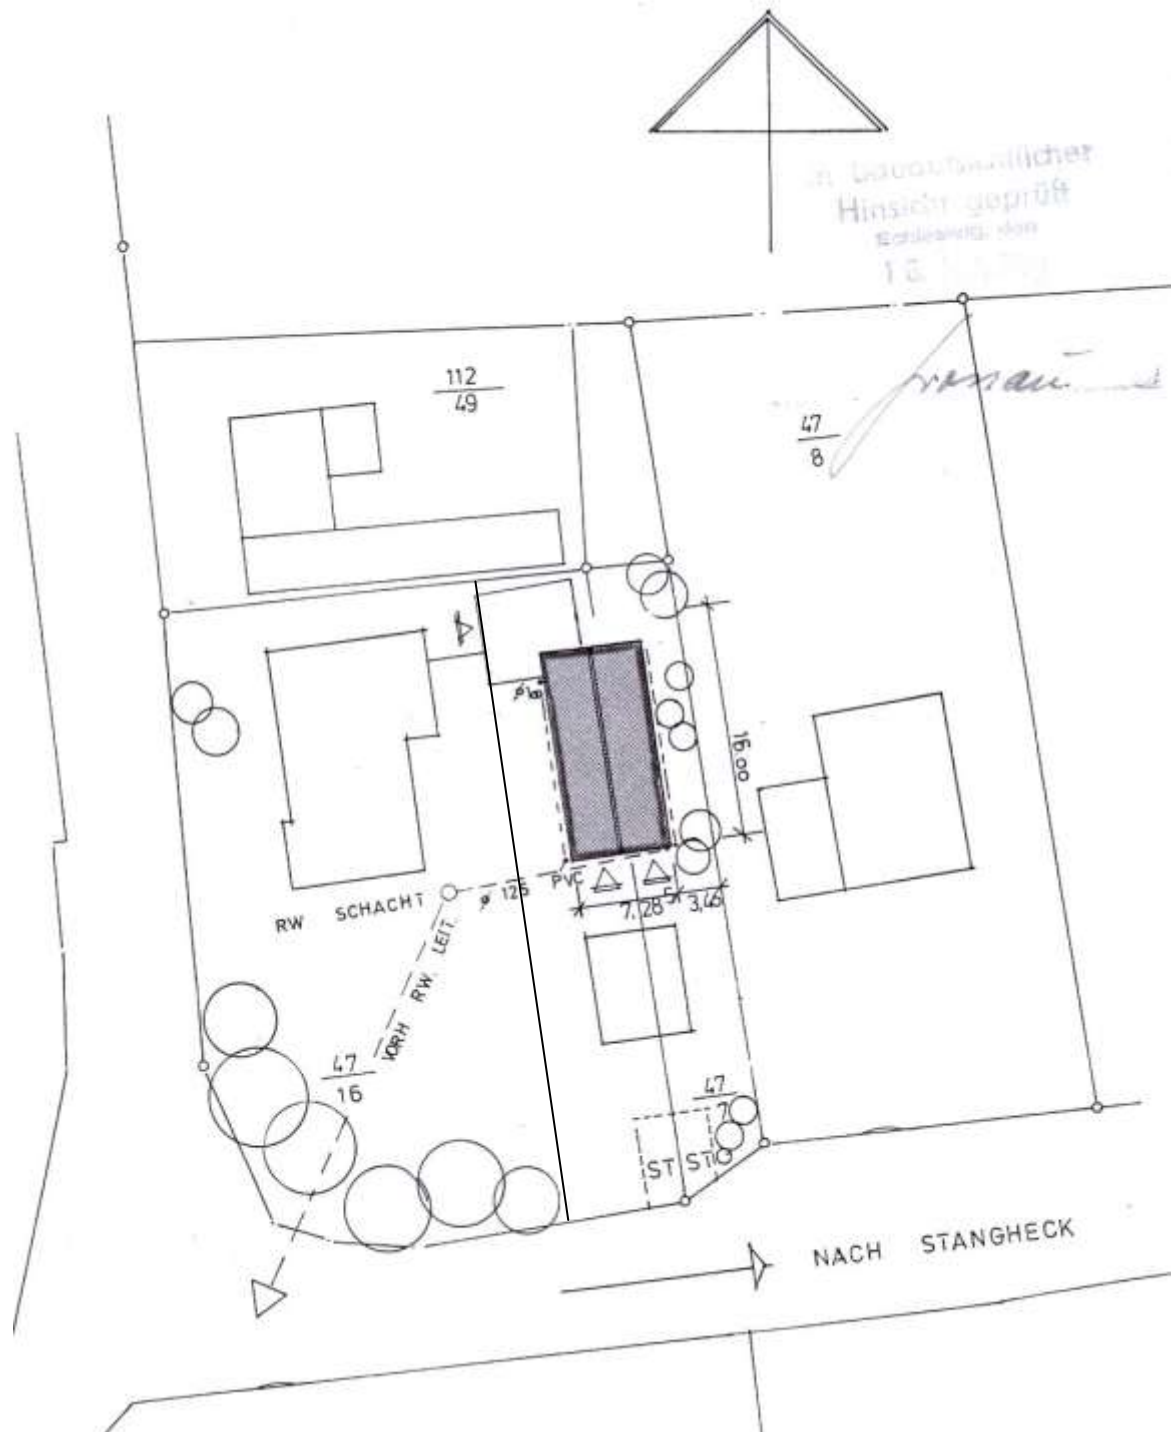 Hinsicht geprüft
112
49
47
8
16.00
RW SCHACHT
ø 125
PVC
7,28⁵
3,46
VORH RW. LEIT.
47
16
47
7
ST ST
NACH STANGHECK